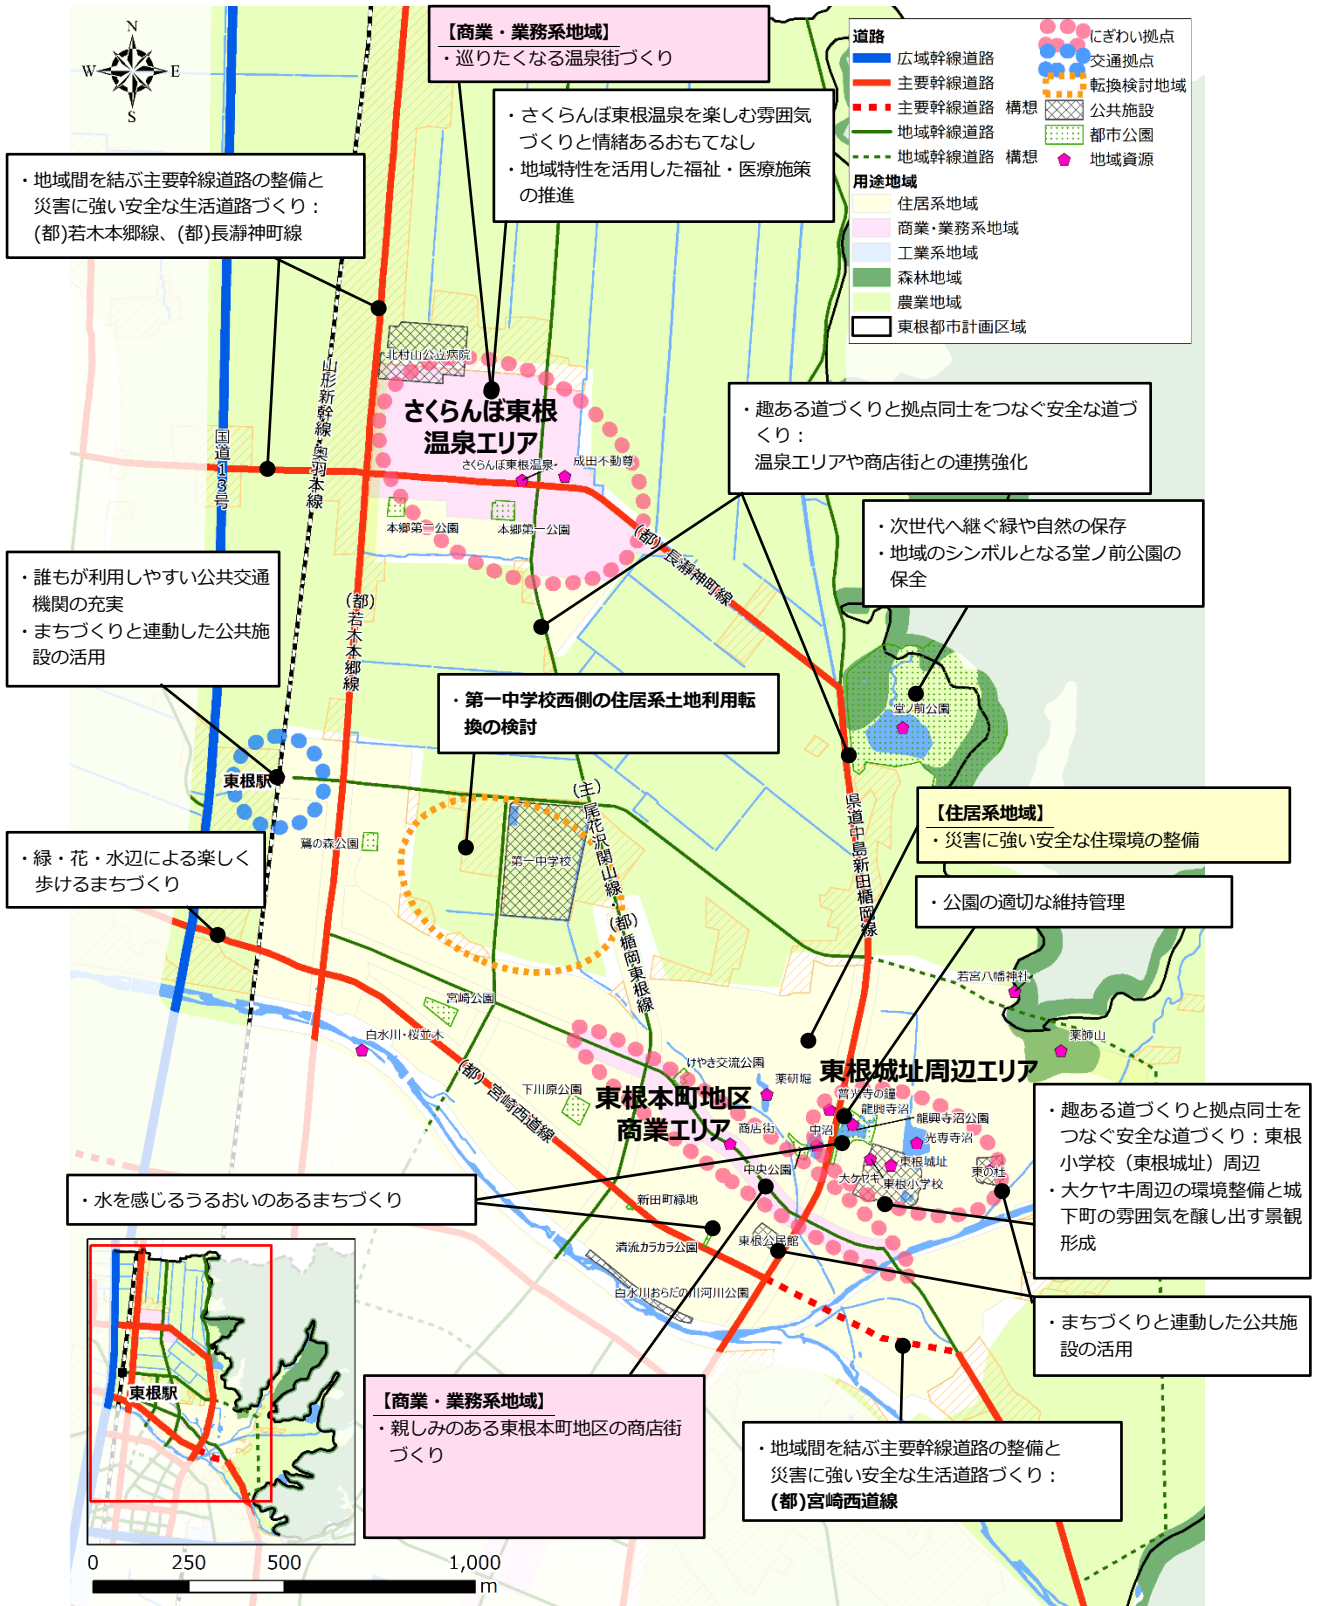 【商業・業務系地域】
・巡りたくなる温泉街づくり
・さくらんぼ東根温泉を楽しむ雰囲気
づくりと情緒あるおもてなし
・地域特性を活用した福祉・医療施策
の推進
・地域間を結ぶ主要幹線道路の整備と
災害に強い安全な生活道路づくり：
(都)若木本郷線、(都)長瀞神町線
N
W
E
S
道路
広域幹線道路
主要幹線道路
主要幹線道路 構想
地域幹線道路
地域幹線道路 構想
にぎわい拠点
交通拠点
転換検討地域
公共施設
都市公園
地域資源
用途地域
住居系地域
商業・業務系地域
工業系地域
森林地域
農業地域
東根都市計画区域
北村山公立病院
山形新幹線 奥羽本線
国道13号
さくらんぼ東根
温泉エリア
さくらんぼ東根温泉
成田不動尊
本郷第二公園
本郷第一公園
(都)長瀞神町線
(都)若木本郷線
・趣ある道づくりと拠点同士をつなぐ安全な道づ
くり：
温泉エリアや商店街との連携強化
・次世代へ継ぐ緑や自然の保存
・地域のシンボルとなる堂ノ前公園の
保全
・誰もが利用しやすい公共交通
機関の充実
・まちづくりと連動した公共施
設の活用
・第一中学校西側の住居系土地利用転
換の検討
堂ノ前公園
東根駅
鷺の森公園
第一中学校
(主)尾花沢関山線
(都)楯岡東根線
県道中島新田楯岡線
【住居系地域】
・災害に強い安全な住環境の整備
・緑・花・水辺による楽しく
歩けるまちづくり
・公園の適切な維持管理
若宮八幡神社
薬師山
宮崎公園
白水川・桜並木
(都)宮崎西道線
下川原公園
けやき交流公園
薬研堀
東根本町地区
商業エリア
商店街
東根城址周辺エリア
普光寺の鐘
龍興寺沼
龍興寺沼公園
中沼
光専寺沼
東根城址
大ケヤキ
東根小学校
東の杜
中央公園
新田町緑地
清流カラカラ公園
東根公民館
白水川おらだの川河川公園
・水を感じるうるおいのあるまちづくり
・趣ある道づくりと拠点同士を
つなぐ安全な道づくり：東根
小学校（東根城址）周辺
・大ケヤキ周辺の環境整備と城
下町の雰囲気を醸し出す景観
形成
・まちづくりと連動した公共施
設の活用
東根駅
【商業・業務系地域】
・親しみのある東根本町地区の商店街
づくり
・地域間を結ぶ主要幹線道路の整備と
災害に強い安全な生活道路づくり：
(都)宮崎西道線
0 250 500 1,000
m